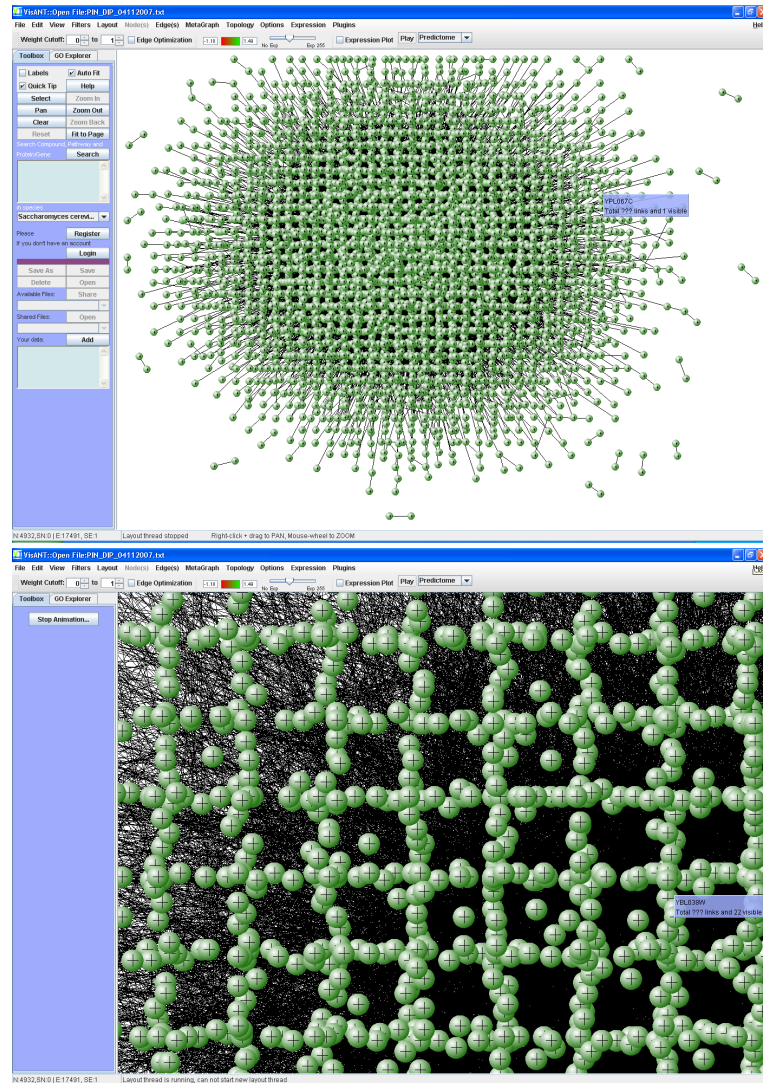 VisANT::Open File:PIN_DIP_04112007.txt
File Edit View Filters Layout Node(s) Edge(s) MetaGraph Topology Options Expression Plugins
Weight Cutoff: 0 to 1 Edge Optimization -1.18 1.48 No Exp Exp 255 Expression Plot Play Predictome
Toolbox GO Explorer
Labels Auto Fit
Quick Tip Help
Select Zoom In
Pan Zoom Out
Clear Zoom Back
Reset Fit to Page
Search Compound, Pathway and
Protein/Gene: Search
in species
Saccharomyces cerevi...
Please Register
If you don't have an account
Login
Save As Save
Delete Open
Available Files: Share
Shared Files: Open
Your data: Add
YPL067C
Total ??? links and 1 visible
N:4932,SN:0 | E:17491, SE:1 Layout thread stopped Right-click + drag to PAN, Mouse-wheel to ZOOM
VisANT::Open File:PIN_DIP_04112007.txt
File Edit View Filters Layout Node(s) Edge(s) MetaGraph Topology Options Expression Plugins
Weight Cutoff: 0 to 1 Edge Optimization -1.18 1.48 No Exp Exp 255 Expression Plot Play Predictome
Toolbox GO Explorer
Stop Animation...
YBL038W
Total ??? links and 22 visible
N:4932,SN:0 | E:17491, SE:1 Layout thread is running, can not start new layout thread